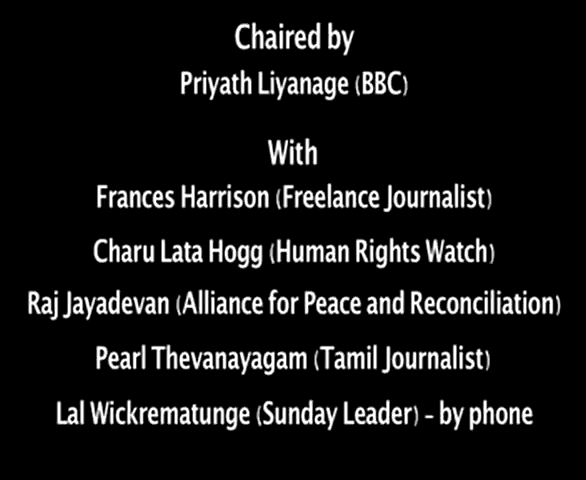 Chaired by
Priyath Liyanage (BBC)
With
Frances Harrison (Freelance Journalist)
Charu Lata Hogg (Human Rights Watch)
Raj Jayadevan (Alliance for Peace and Reconciliation)
Pearl Thevanayagam (Tamil Journalist)
Lal Wickrematunge (Sunday Leader) - by phone